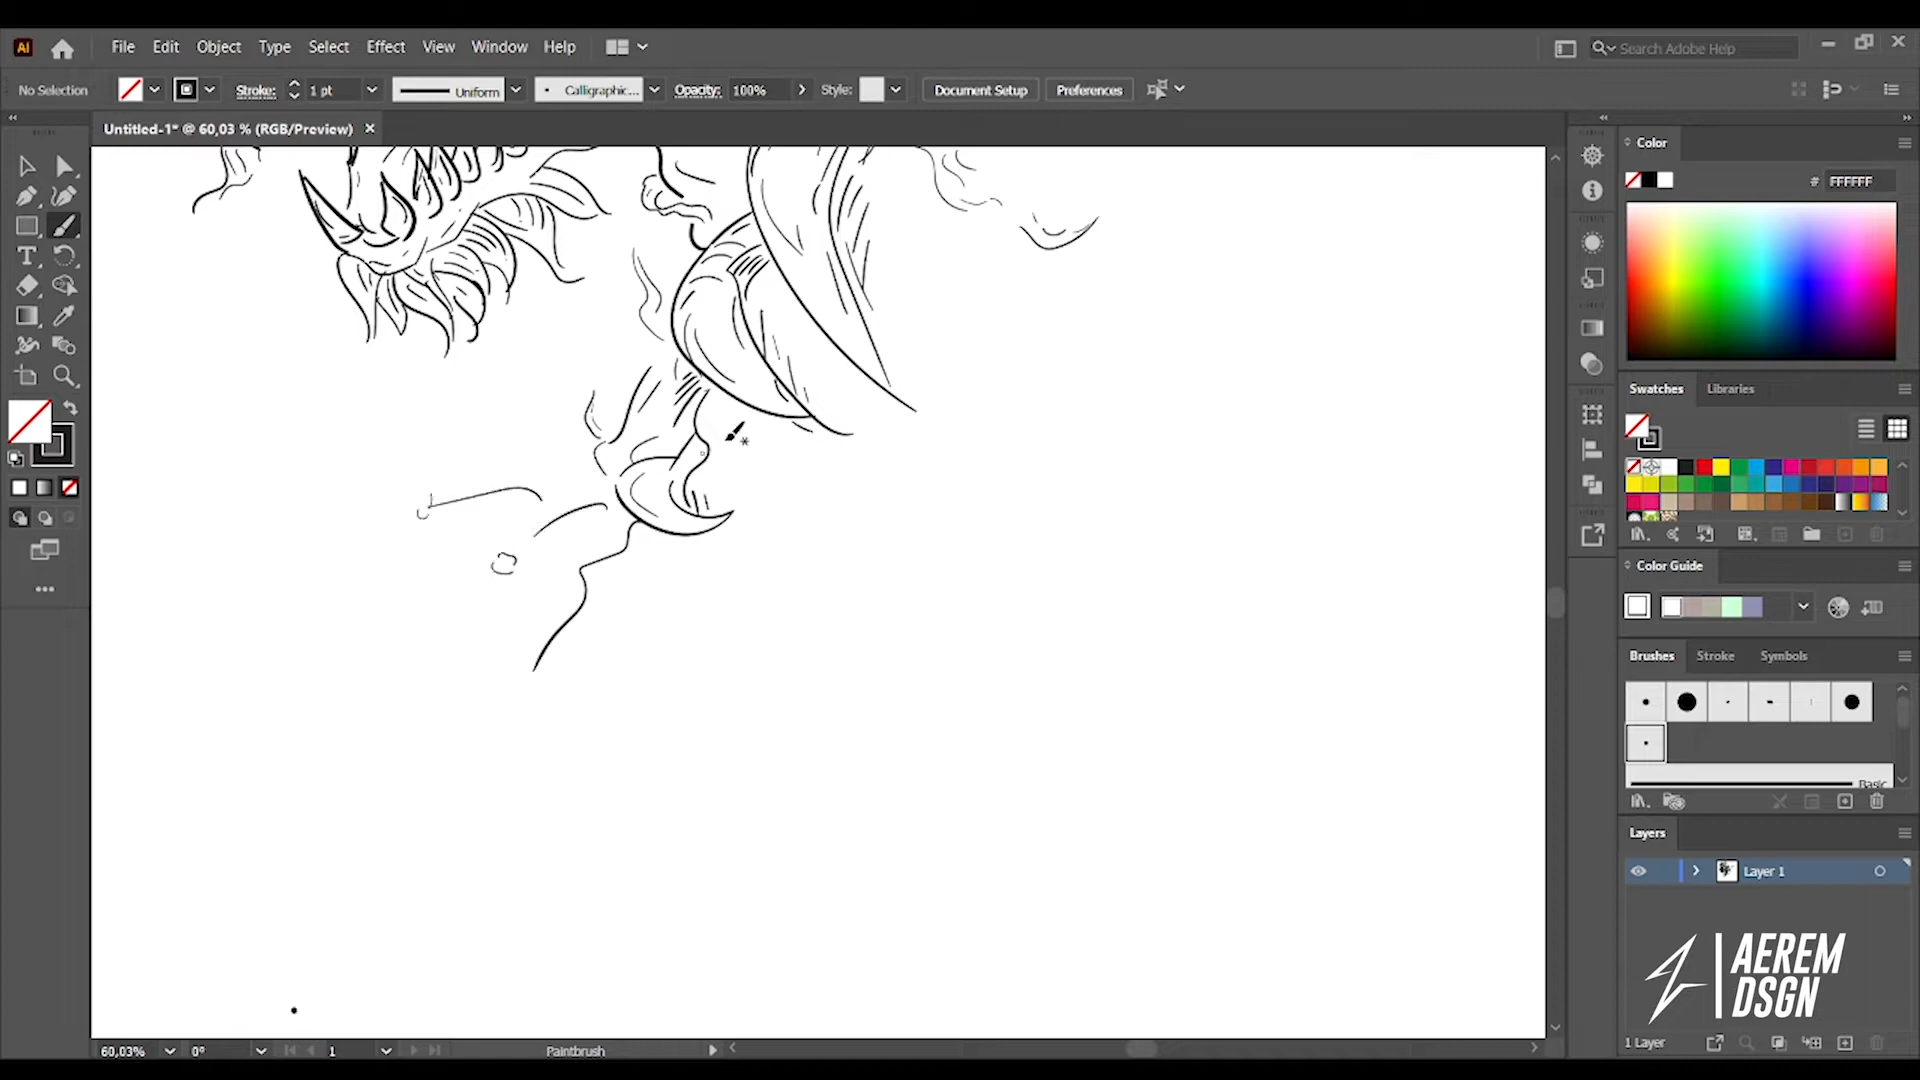 Ai File Edit Object Type Select Effect View Window Help Search Adobe Help
No Selection Stroke: 1 pt Uniform Calligraphic... Opacity: 100% Style: Document Setup Preferences
Untitled-1* @ 60,03 % (RGB/Preview)
Color
# FFFFFF
Swatches Libraries
Color Guide
Brushes Stroke Symbols
Basic
Layers
Layer 1
AEREM
DSGN
1 Layer
60,03% 0° 1 Paintbrush